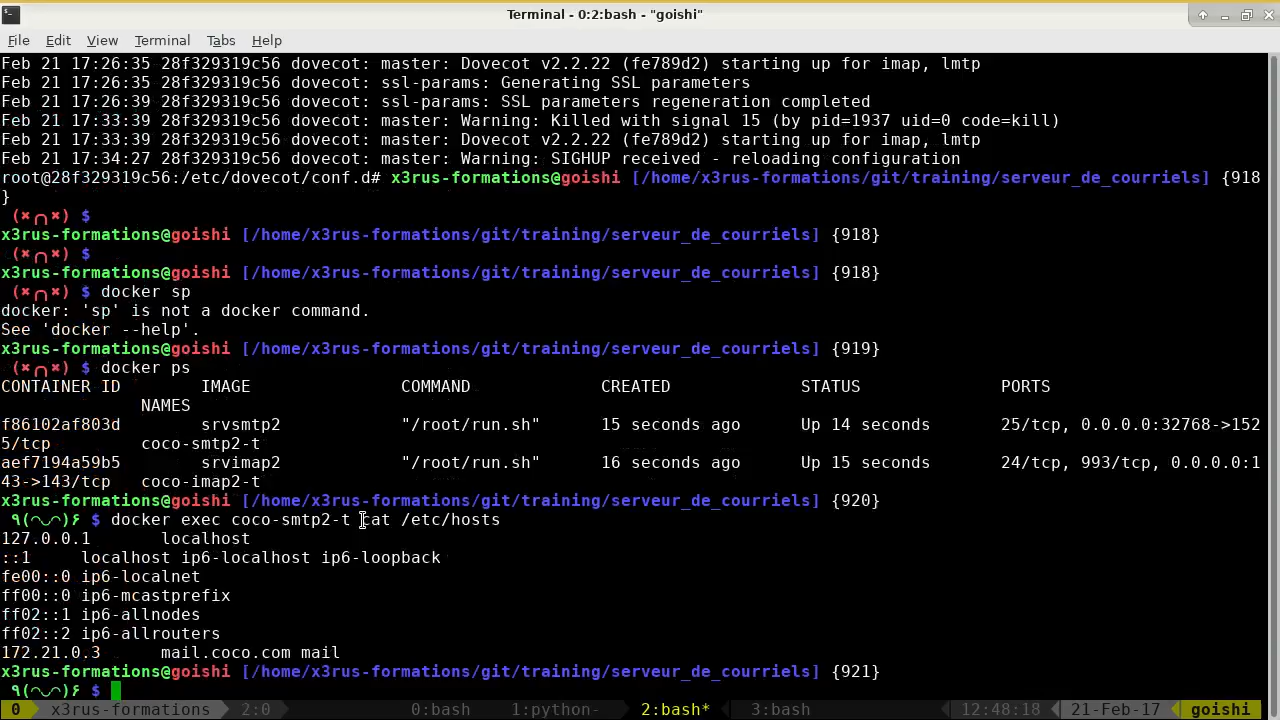 Terminal - 0:2:bash - "goishi"
File Edit View Terminal Tabs Help
Feb 21 17:26:35 28f329319c56 dovecot: master: Dovecot v2.2.22 (fe789d2) starting up for imap, lmtp
Feb 21 17:26:35 28f329319c56 dovecot: ssl-params: Generating SSL parameters
Feb 21 17:26:39 28f329319c56 dovecot: ssl-params: SSL parameters regeneration completed
Feb 21 17:33:39 28f329319c56 dovecot: master: Warning: Killed with signal 15 (by pid=1937 uid=0 code=kill)
Feb 21 17:33:39 28f329319c56 dovecot: master: Dovecot v2.2.22 (fe789d2) starting up for imap, lmtp
Feb 21 17:34:27 28f329319c56 dovecot: master: Warning: SIGHUP received - reloading configuration
root@28f329319c56:/etc/dovecot/conf.d# x3rus-formations@goishi [/home/x3rus-formations/git/training/serveur_de_courriels] {918
}
(✖╭╮✖) $
x3rus-formations@goishi [/home/x3rus-formations/git/training/serveur_de_courriels] {918}
(✖╭╮✖) $
x3rus-formations@goishi [/home/x3rus-formations/git/training/serveur_de_courriels] {918}
(✖╭╮✖) $ docker sp
docker: 'sp' is not a docker command.
See 'docker --help'.
x3rus-formations@goishi [/home/x3rus-formations/git/training/serveur_de_courriels] {919}
(✖╭╮✖) $ docker ps
CONTAINER ID IMAGE COMMAND CREATED STATUS PORTS
NAMES
f86102af803d srvsmtp2 "/root/run.sh" 15 seconds ago Up 14 seconds 25/tcp, 0.0.0.0:32768->152
5/tcp coco-smtp2-t
aef7194a59b5 srvimap2 "/root/run.sh" 16 seconds ago Up 15 seconds 24/tcp, 993/tcp, 0.0.0.0:1
43->143/tcp coco-imap2-t
x3rus-formations@goishi [/home/x3rus-formations/git/training/serveur_de_courriels] {920}
٩(◠◡◠)۶ $ docker exec coco-smtp2-t cat /etc/hosts
127.0.0.1 localhost
::1 localhost ip6-localhost ip6-loopback
fe00::0 ip6-localnet
ff00::0 ip6-mcastprefix
ff02::1 ip6-allnodes
ff02::2 ip6-allrouters
172.21.0.3 mail.coco.com mail
x3rus-formations@goishi [/home/x3rus-formations/git/training/serveur_de_courriels] {921}
٩(◠◡◠)۶ $
0 x3rus-formations 2:0 0:bash 1:python- 2:bash* 3:bash 12:48:18 21-Feb-17 goishi